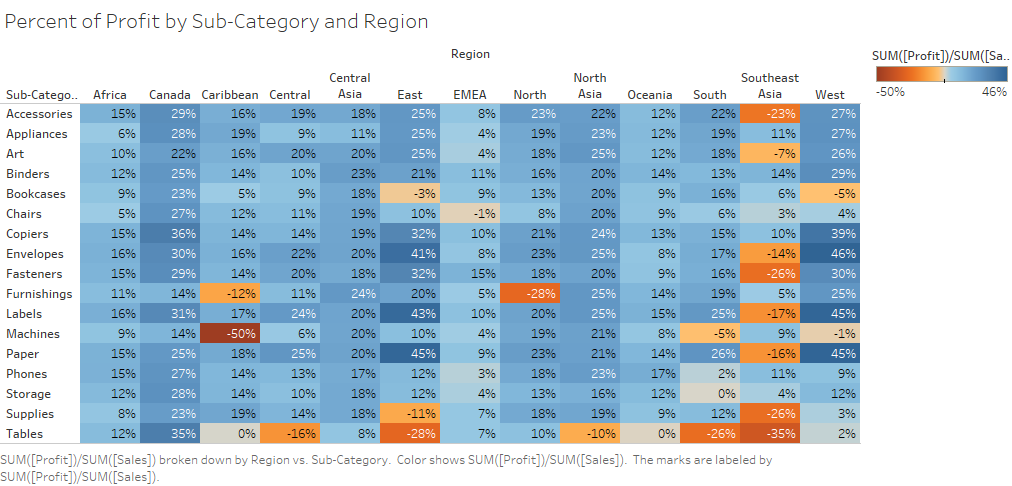 Percent of Profit by Sub-Category and Region
Region
SUM([Profit])/SUM([Sa..
-50% 46%
Sub-Catego.. Africa Canada Caribbean Central Central Asia East EMEA North North Asia Oceania South Southeast Asia West
Accessories 15% 29% 16% 19% 18% 25% 8% 23% 22% 12% 22% -23% 27%
Appliances 6% 28% 19% 9% 11% 25% 4% 19% 23% 12% 19% 11% 27%
Art 10% 22% 16% 20% 20% 25% 4% 18% 25% 12% 18% -7% 26%
Binders 12% 25% 14% 10% 23% 21% 11% 16% 20% 14% 13% 14% 29%
Bookcases 9% 23% 5% 9% 18% -3% 9% 13% 20% 9% 16% 6% -5%
Chairs 5% 27% 12% 11% 19% 10% -1% 8% 20% 9% 6% 3% 4%
Copiers 15% 36% 14% 14% 19% 32% 10% 21% 24% 13% 15% 10% 39%
Envelopes 16% 30% 16% 22% 20% 41% 8% 23% 25% 8% 17% -14% 46%
Fasteners 15% 29% 14% 20% 18% 32% 15% 18% 20% 9% 16% -26% 30%
Furnishings 11% 14% -12% 11% 24% 20% 5% -28% 25% 14% 19% 5% 25%
Labels 16% 31% 17% 24% 20% 43% 10% 20% 25% 15% 25% -17% 45%
Machines 9% 14% -50% 6% 20% 10% 4% 19% 21% 8% -5% 9% -1%
Paper 15% 25% 18% 25% 20% 45% 9% 23% 21% 14% 26% -16% 45%
Phones 15% 27% 14% 14% 17% 12% 3% 18% 23% 17% 2% 11% 9%
Storage 12% 28% 14% 10% 18% 12% 4% 13% 16% 12% 0% 4% 12%
Supplies 8% 23% 19% 14% 18% -11% 7% 18% 19% 9% 12% -26% 3%
Tables 12% 35% 0% -16% 8% -28% 7% 10% -10% 0% -26% -35% 2%
SUM([Profit])/SUM([Sales]) broken down by Region vs. Sub-Category. Color shows SUM([Profit])/SUM([Sales]). The marks are labeled by
SUM([Profit])/SUM([Sales]).